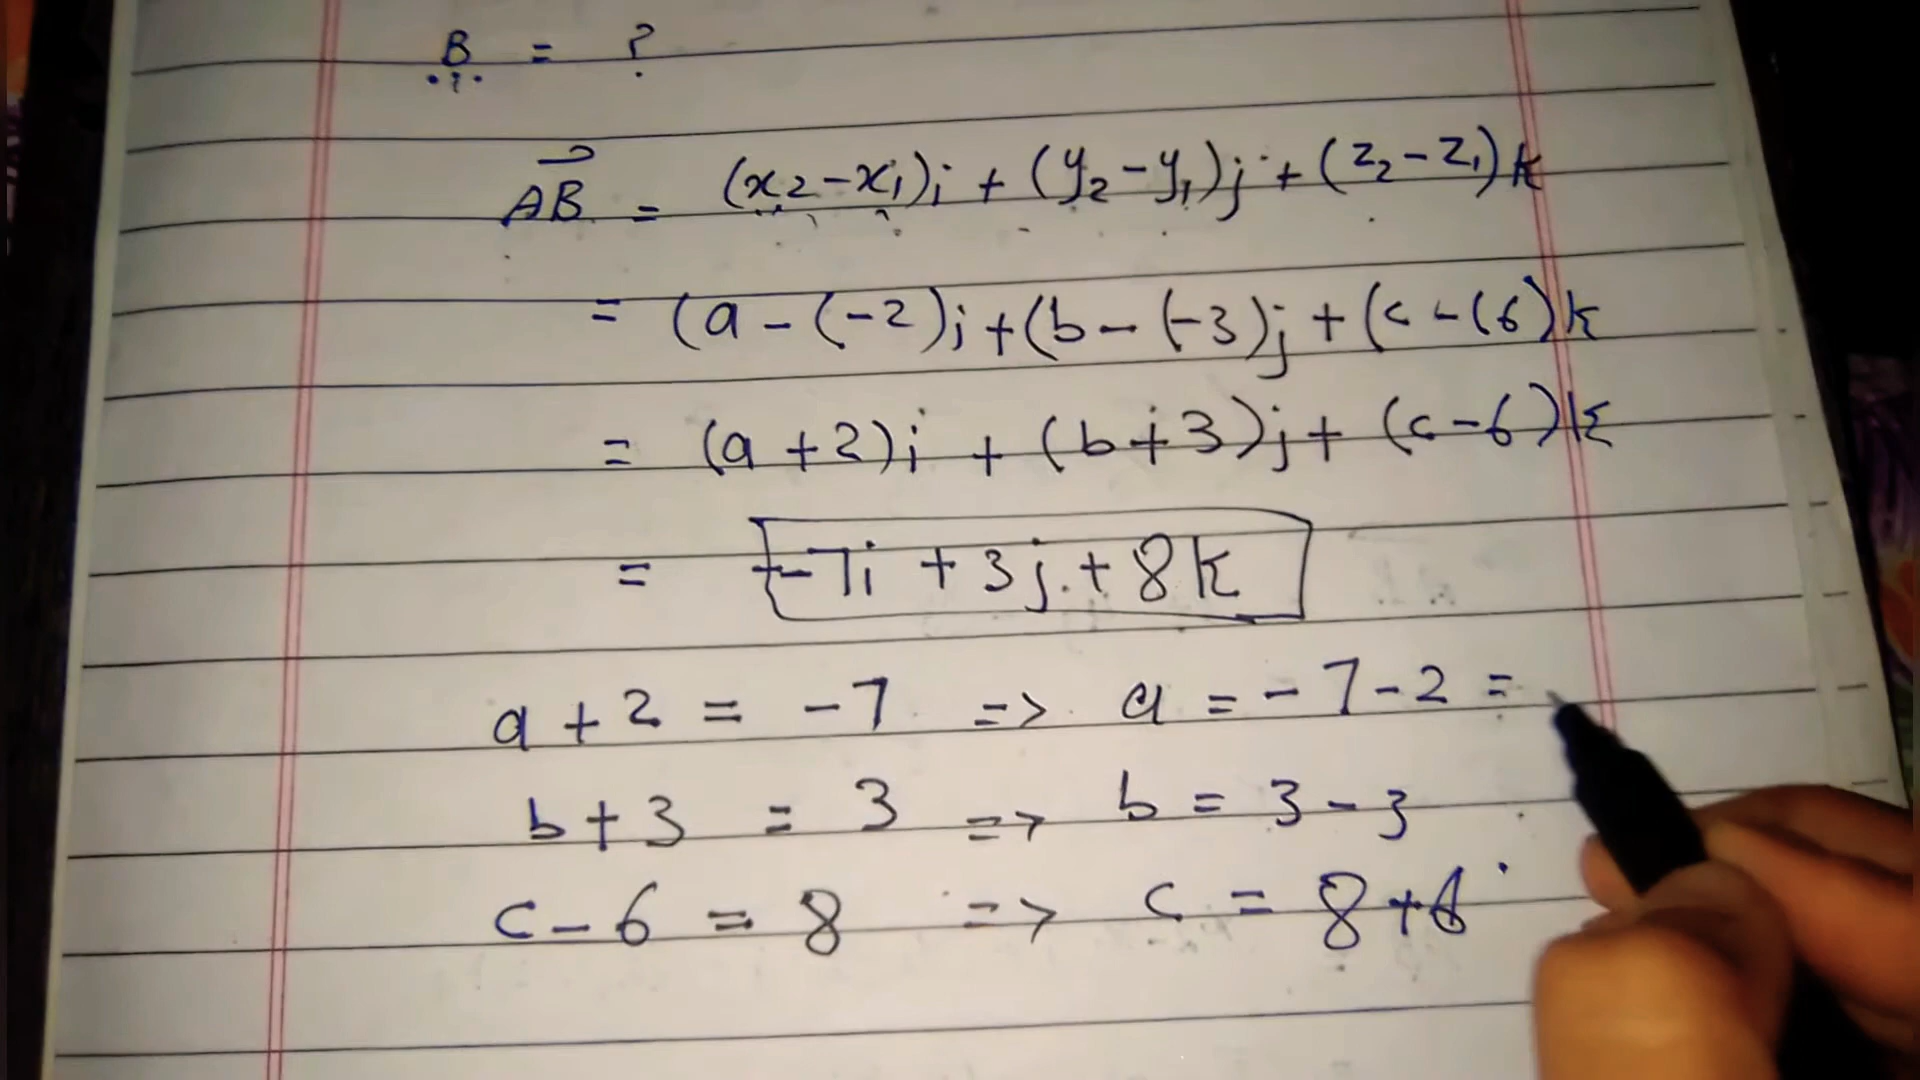 B = ?
AB = (x2-x1)i + (y2-y1)j + (z2-z1)k
= (a-(-2)i+(b-(-3)j+(c-(6)k
= (a+2)i + (b+3)j+ (c-6)k
= -7i +3j+8k
a+2 = -7 => a = -7-2 =
b+3 = 3 => b = 3-3
c-6 = 8 => c = 8+6